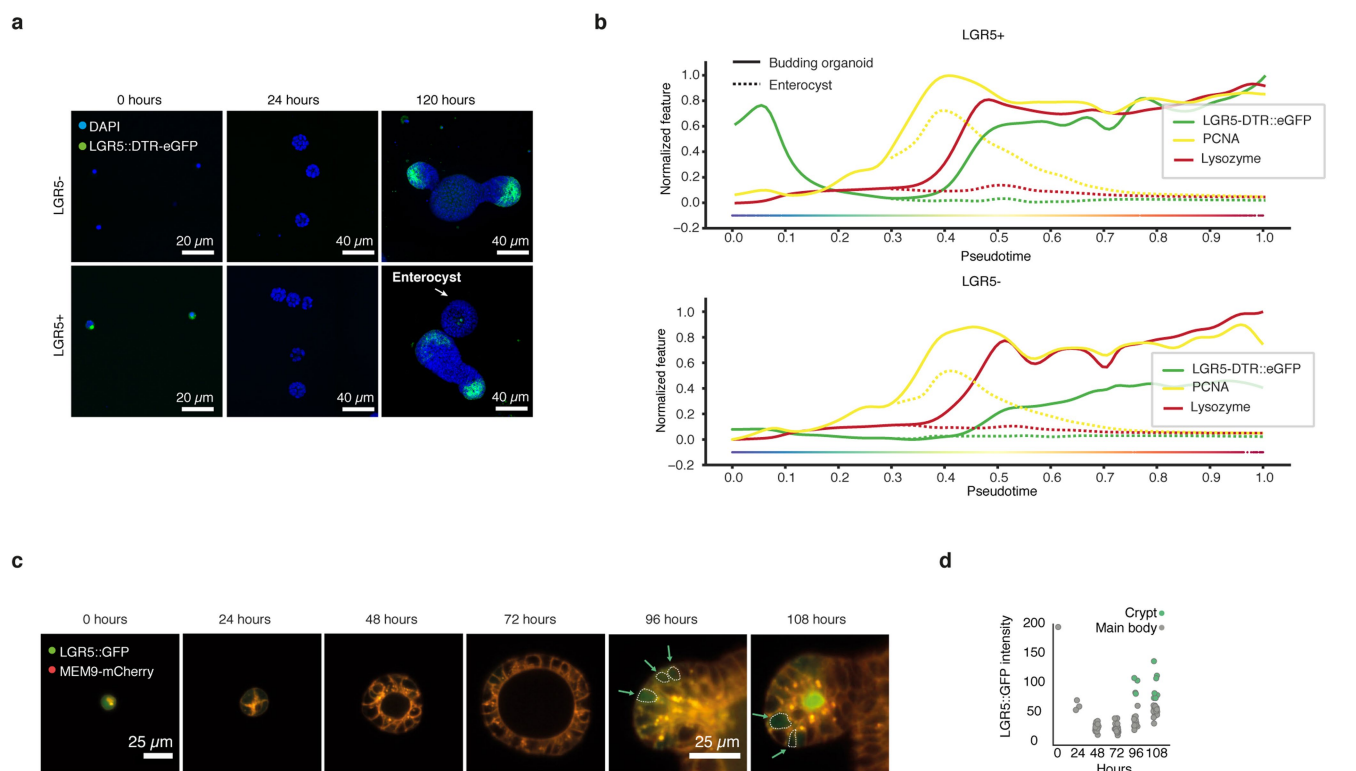 a
0 hours
24 hours
120 hours
DAPI
LGR5::DTR-eGFP
LGR5-
20 µm
40 µm
40 µm
Enterocyst
LGR5+
20 µm
40 µm
40 µm
b
LGR5+
Normalized feature
1.0
0.8
0.6
0.4
0.2
0.0
−0.2
Budding organoid
Enterocyst
LGR5-DTR::eGFP
PCNA
Lysozyme
0.0 0.1 0.2 0.3 0.4 0.5 0.6 0.7 0.8 0.9 1.0
Pseudotime
LGR5-
Normalized feature
1.0
0.8
0.6
0.4
0.2
0.0
−0.2
LGR5-DTR::eGFP
PCNA
Lysozyme
0.0 0.1 0.2 0.3 0.4 0.5 0.6 0.7 0.8 0.9 1.0
Pseudotime
c
0 hours
24 hours
48 hours
72 hours
96 hours
108 hours
LGR5::GFP
MEM9-mCherry
25 µm
25 µm
d
Crypt
Main body
LGR5::GFP intensity
200
150
100
50
0
0 24 48 72 96 108
Hours